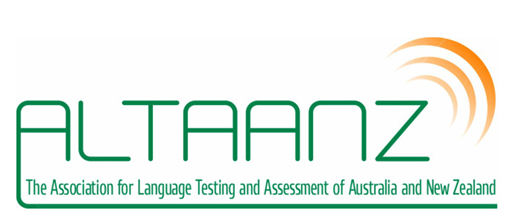 ALTAANZ
The Association for Language Testing and Assessment of Australia and New Zealand